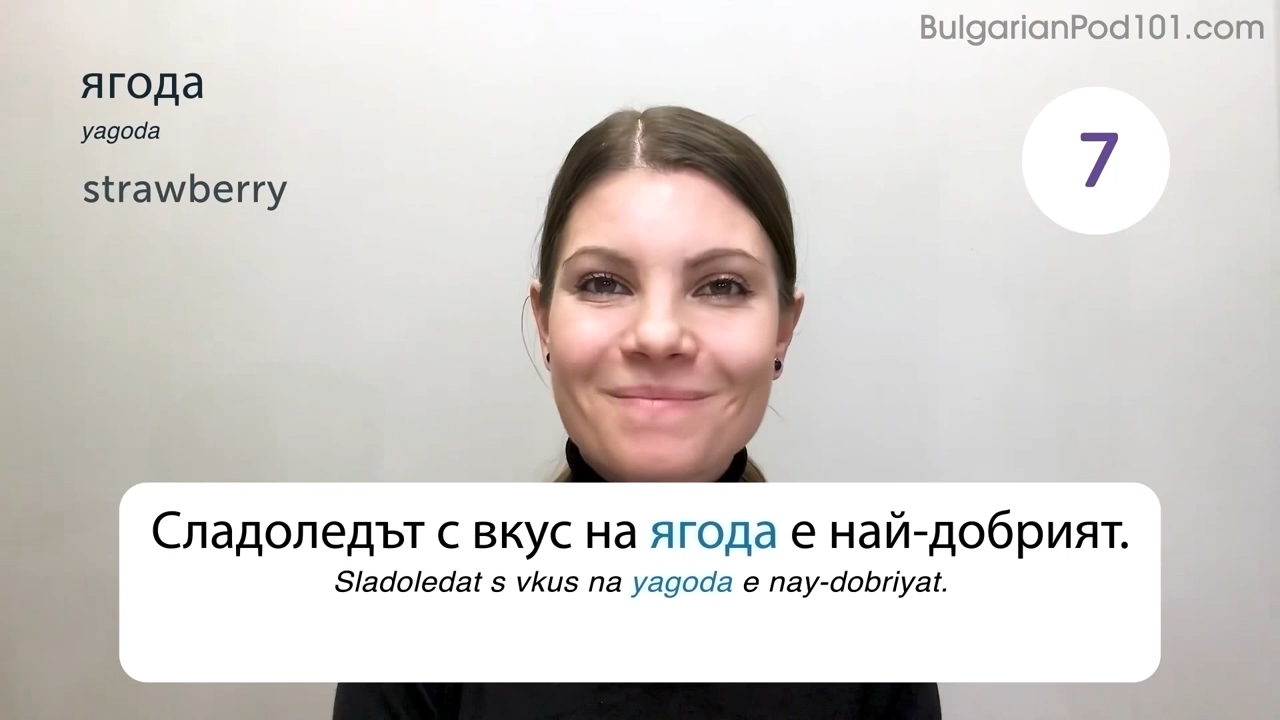 BulgarianPod101.com
ягода
yagoda
strawberry
7
Сладоледът с вкус на ягода е най-добрият.
Sladoledat s vkus na yagoda e nay-dobriyat.